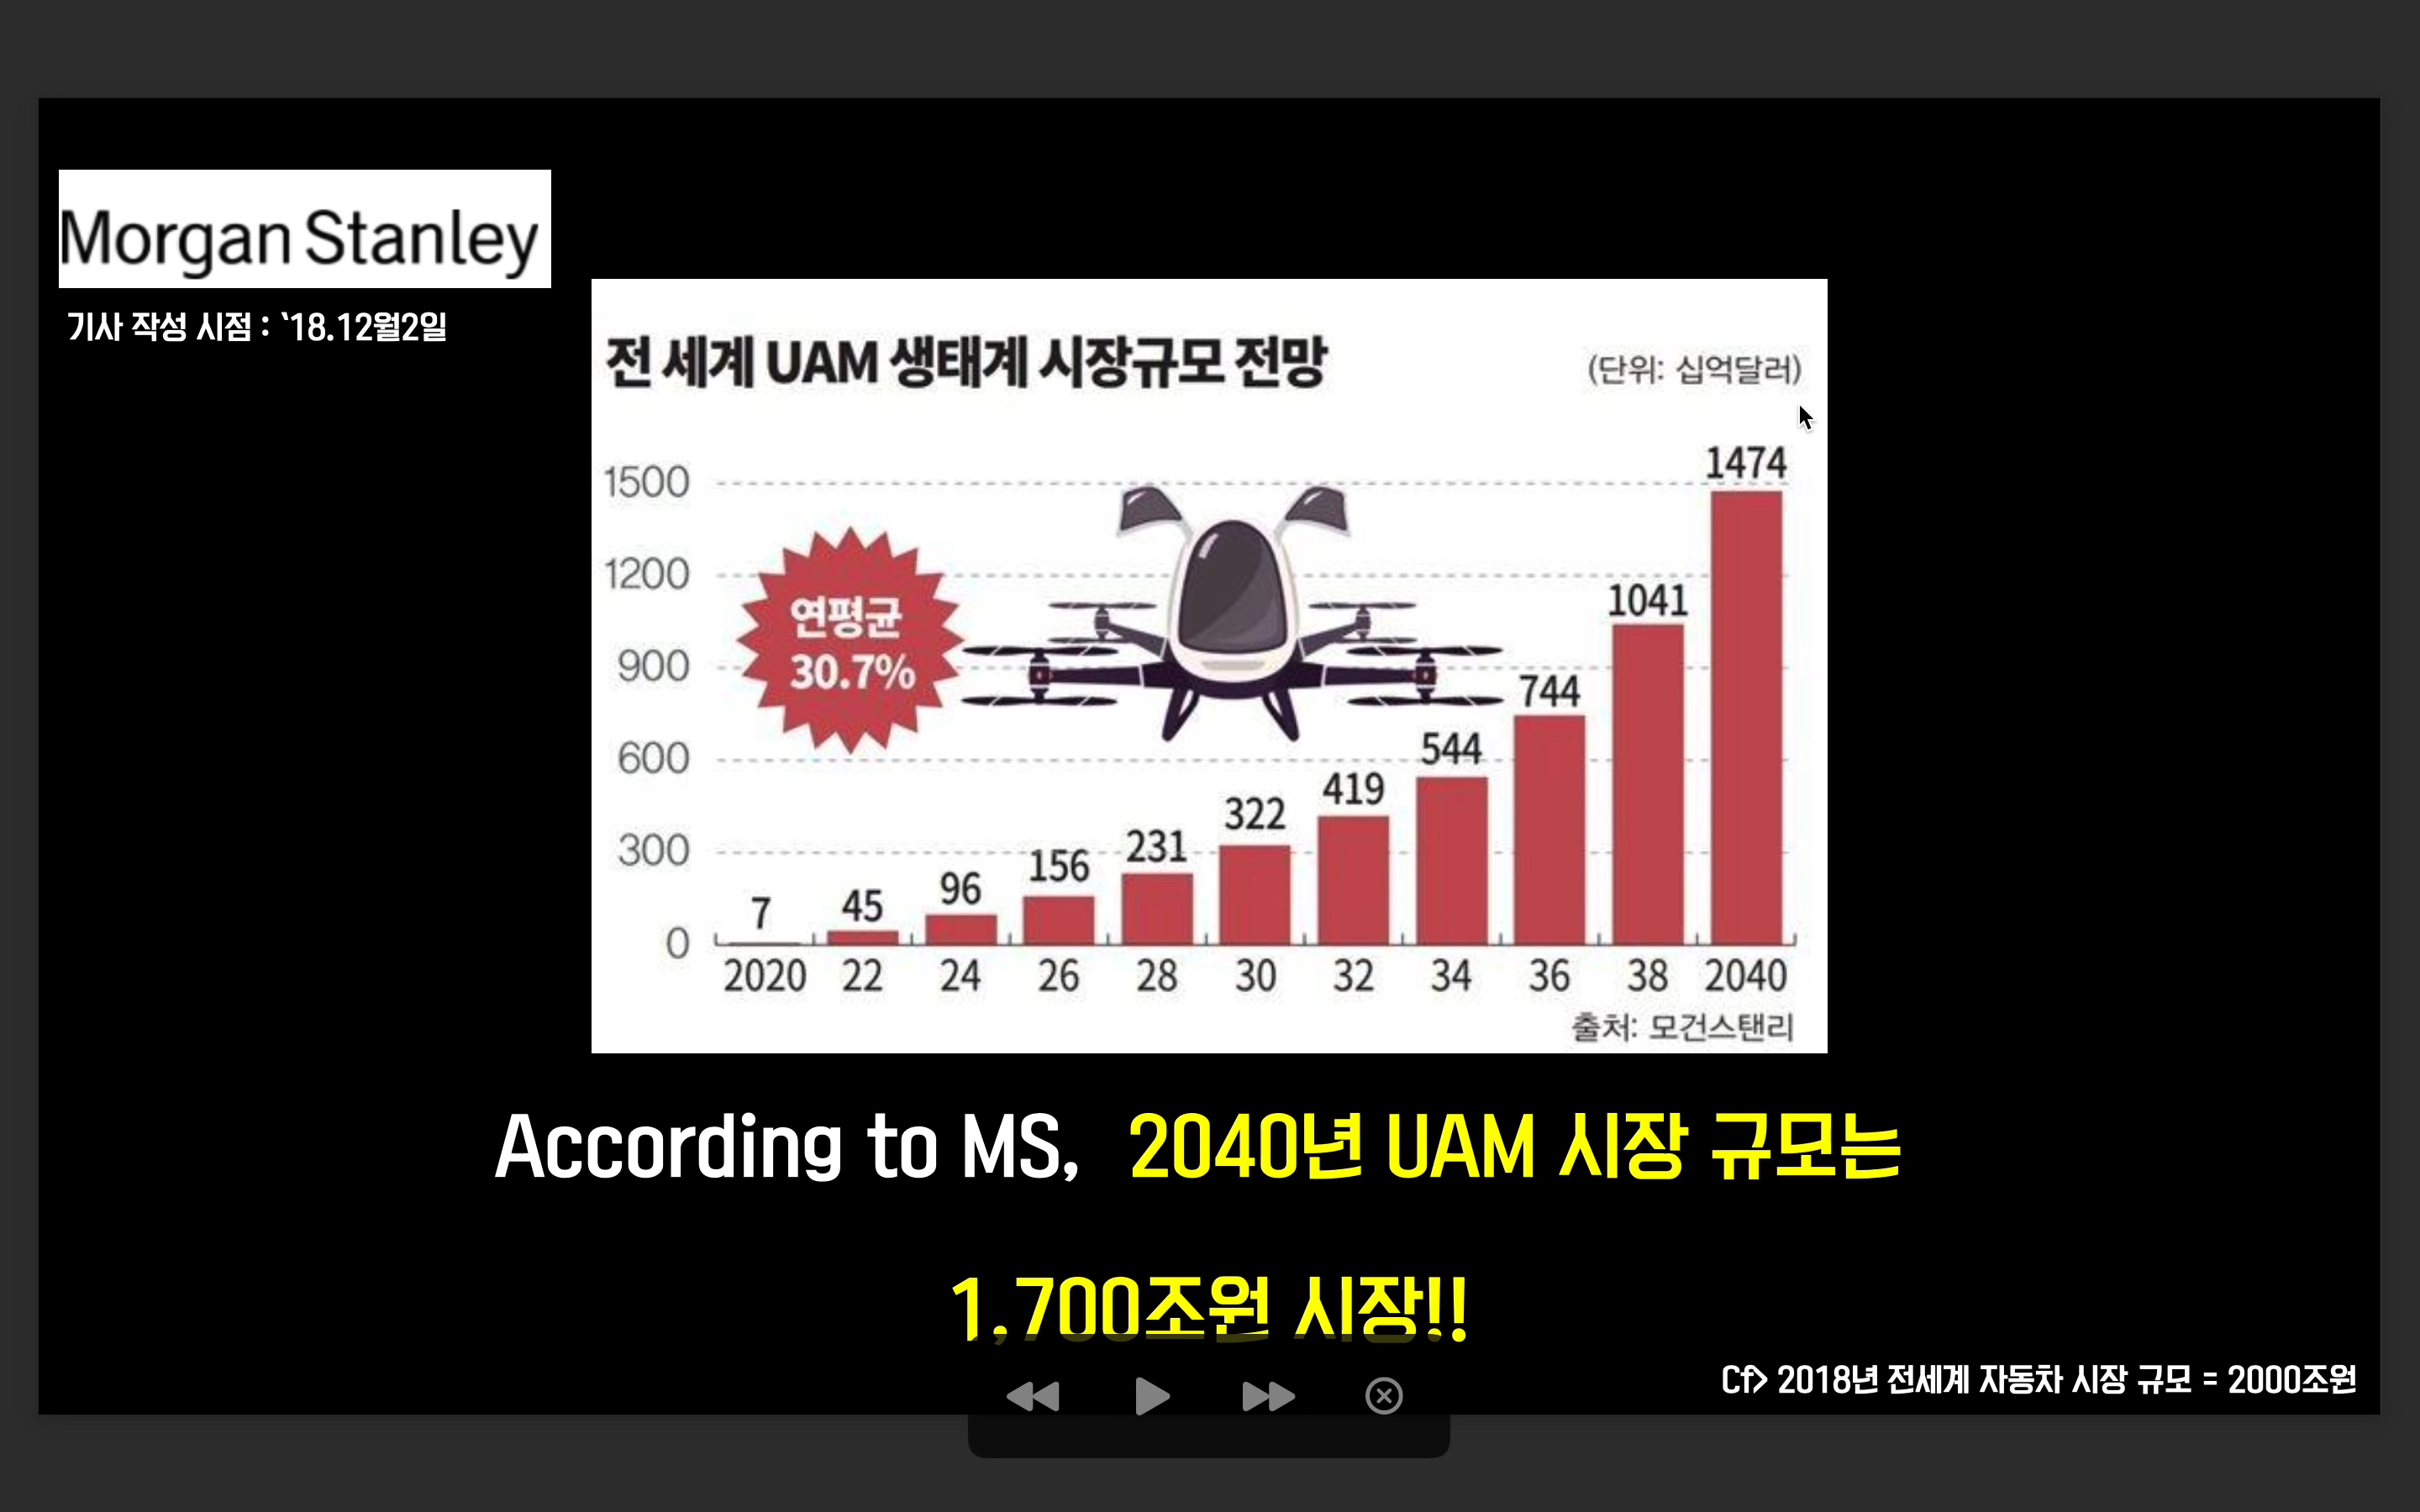 Morgan Stanley
기사 작성 시점 : `18.12월2일
전 세계 UAM 생태계 시장규모 전망
(단위: 십억달러)
1500
1200
900
600
300
0
연평균
30.7%
7
45
96
156
231
322
419
544
744
1041
1474
2020 22 24 26 28 30 32 34 36 38 2040
출처: 모건스탠리
According to MS, 2040년 UAM 시장 규모는
1,700조원 시장!!
Cf> 2018년 전세계 자동차 시장 규모 = 2000조원